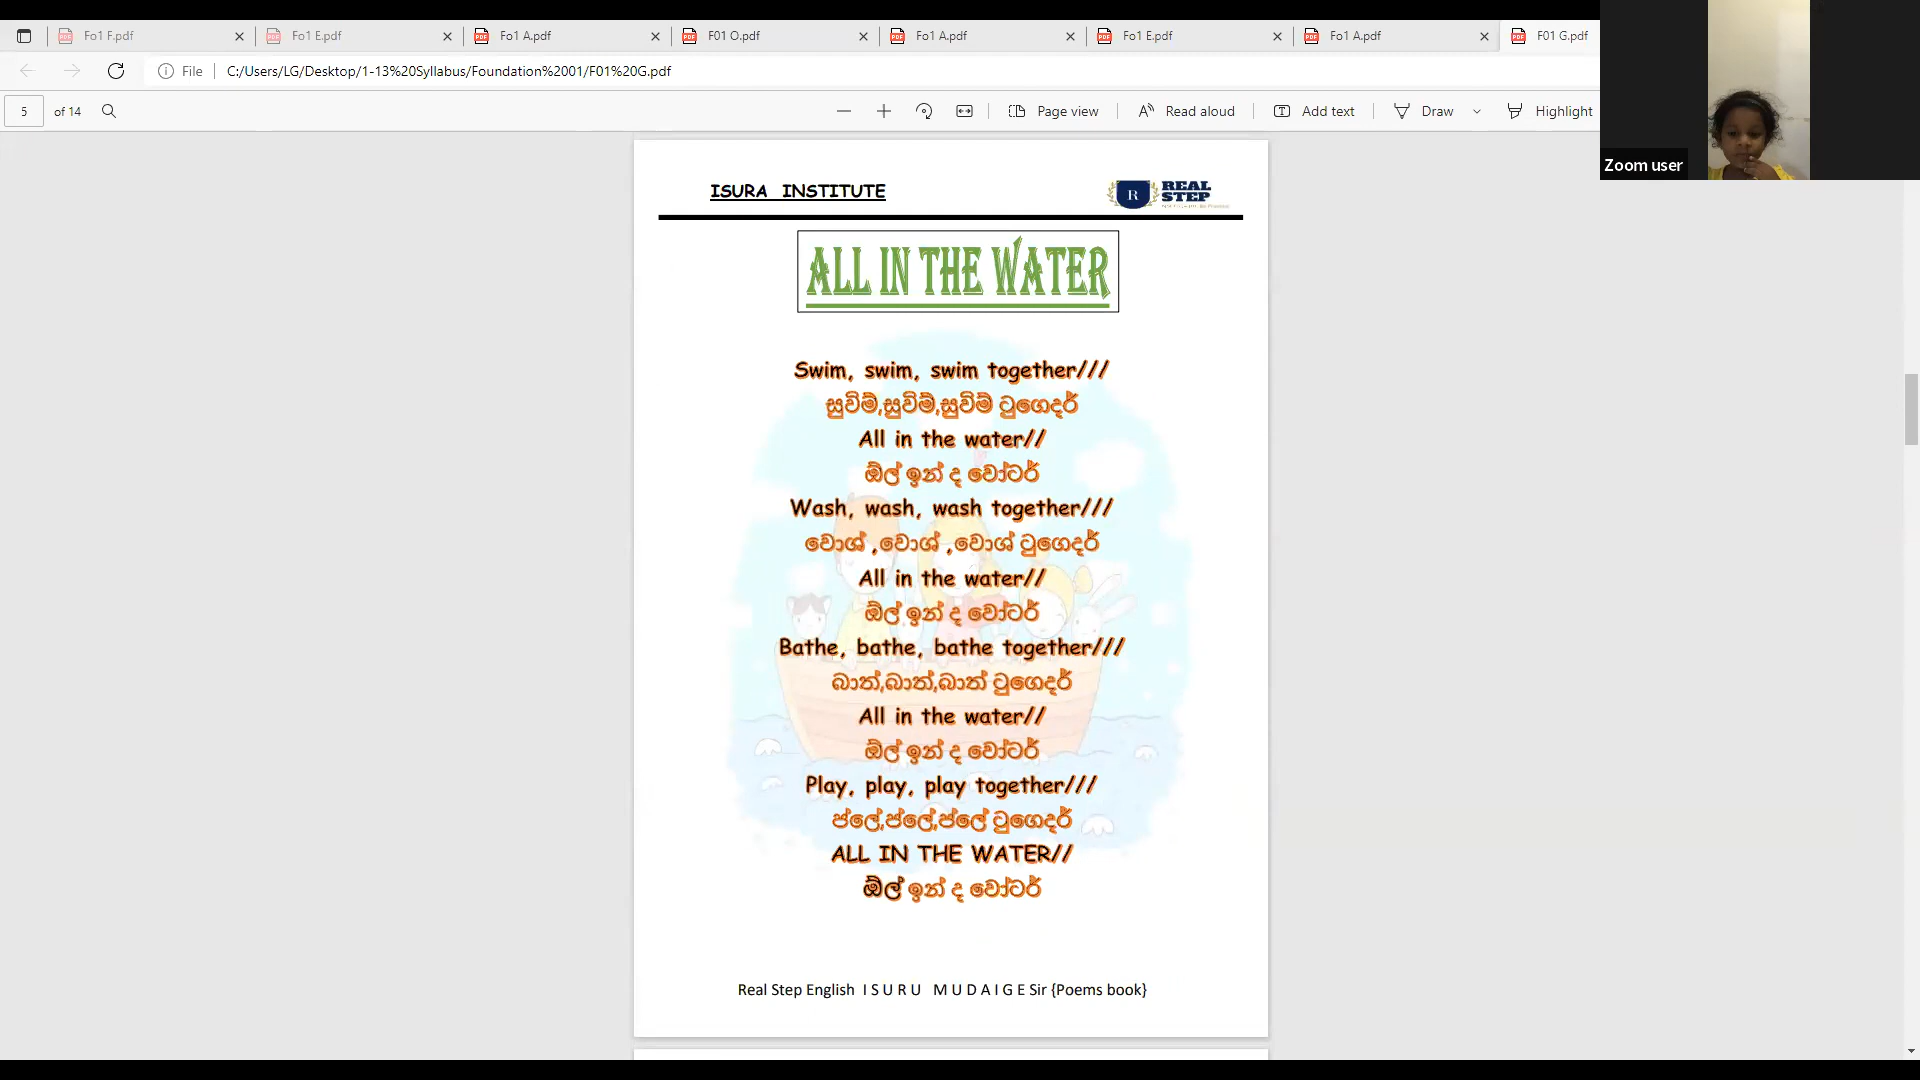 Fo1 F.pdf
Fo1 E.pdf
Fo1 A.pdf
F01 O.pdf
Fo1 A.pdf
Fo1 E.pdf
Fo1 A.pdf
F01 G.pdf
File
C:/Users/LG/Desktop/1-13%20Syllabus/Foundation%2001/F01%20G.pdf
5 of 14
Page view
Read aloud
Add text
Draw
Highlight
Zoom user
ISURA INSTITUTE
R REAL STEP
ALL IN THE WATER
Swim, swim, swim together///
සුවිම්,සුවිම්,සුවිම් ටුගෙදර්
All in the water//
ඕල් ඉන් ද වෝටර්
Wash, wash, wash together///
වොශ් ,වොශ් ,වොශ් ටුගෙදර්
All in the water//
ඕල් ඉන් ද වෝටර්
Bathe, bathe, bathe together///
බාත්,බාත්,බාත් ටුගෙදර්
All in the water//
ඕල් ඉන් ද වෝටර්
Play, play, play together///
ප්ලේ,ප්ලේ,ප්ලේ ටුගෙදර්
ALL IN THE WATER//
ඕල් ඉන් ද වෝටර්
Real Step English I S U R U M U D A I G E Sir {Poems book}